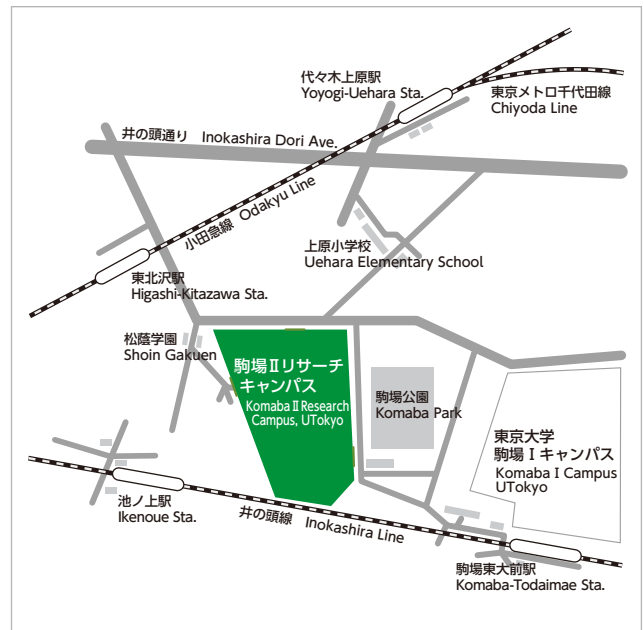 代々木上原駅
Yoyogi-Uehara Sta.
東京メトロ千代田線
Chiyoda Line
井の頭通り Inokashira Dori Ave.
小田急線 Odakyu Line
上原小学校
Uehara Elementary School
東北沢駅
Higashi-Kitazawa Sta.
松蔭学園
Shoin Gakuen
駒場Ⅱリサーチ
キャンパス
Komaba Ⅱ Research
Campus, UTokyo
駒場公園
Komaba Park
東京大学
駒場Ⅰキャンパス
Komaba Ⅰ Campus
UTokyo
池ノ上駅
Ikenoue Sta.
井の頭線 Inokashira Line
駒場東大前駅
Komaba-Todaimae Sta.